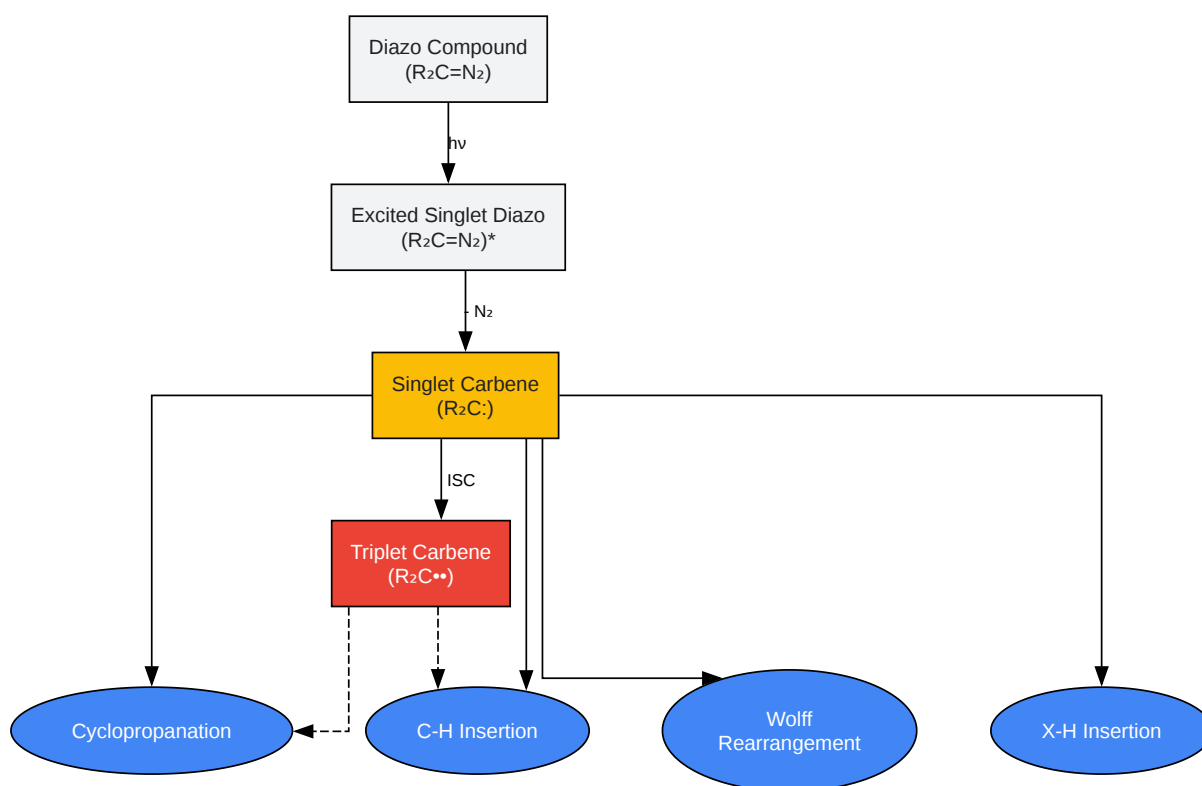 Diazo Compound
(R₂C=N₂)
hν
Excited Singlet Diazo
(R₂C=N₂)*
- N₂
Singlet Carbene
(R₂C:)
ISC
Triplet Carbene
(R₂C••)
Cyclopropanation
C-H Insertion
Wolff
Rearrangement
X-H Insertion